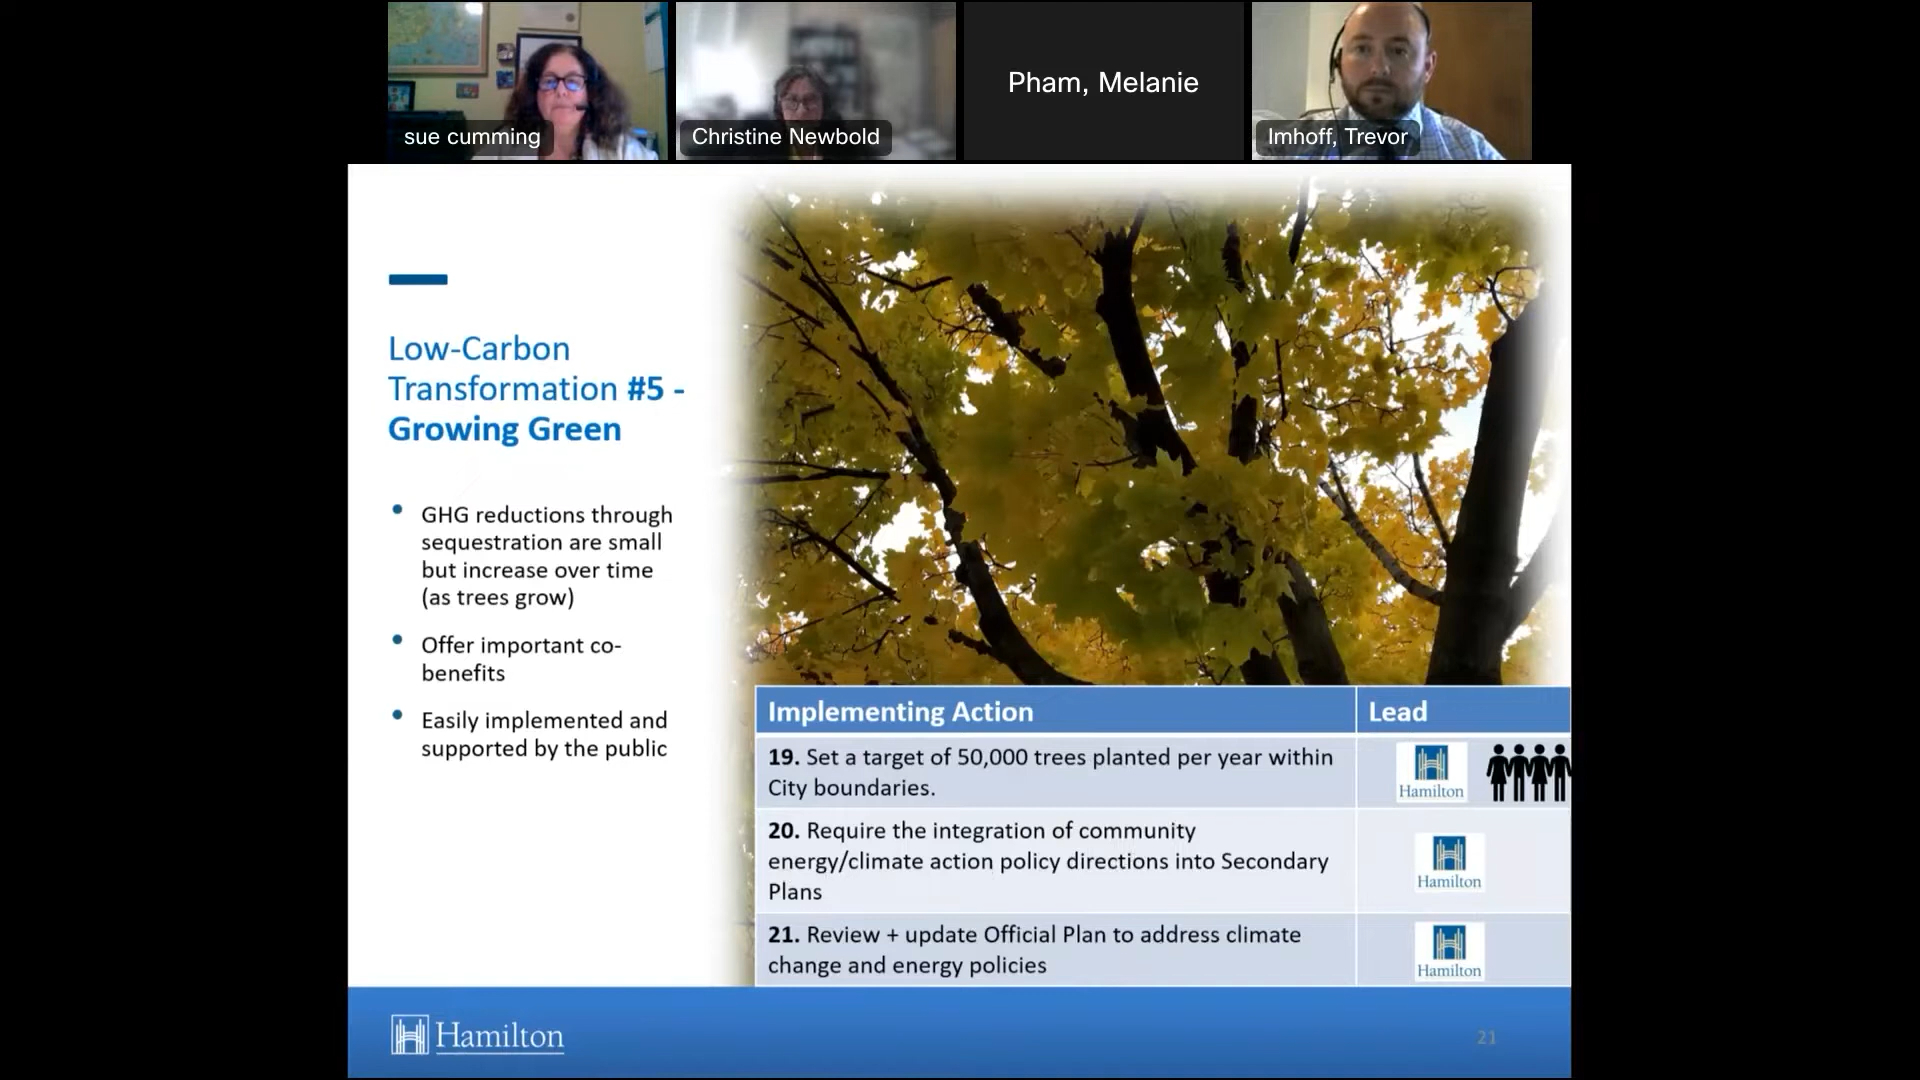 sue cumming
Christine Newbold
Pham, Melanie
Imhoff, Trevor
Low-Carbon
Transformation #5 -
Growing Green
GHG reductions through
sequestration are small
but increase over time
(as trees grow)
Offer important co-
benefits
Easily implemented and
supported by the public
Implementing Action
Lead
19. Set a target of 50,000 trees planted per year within
City boundaries.
Hamilton
20. Require the integration of community
energy/climate action policy directions into Secondary
Plans
Hamilton
21. Review + update Official Plan to address climate
change and energy policies
Hamilton
Hamilton
21